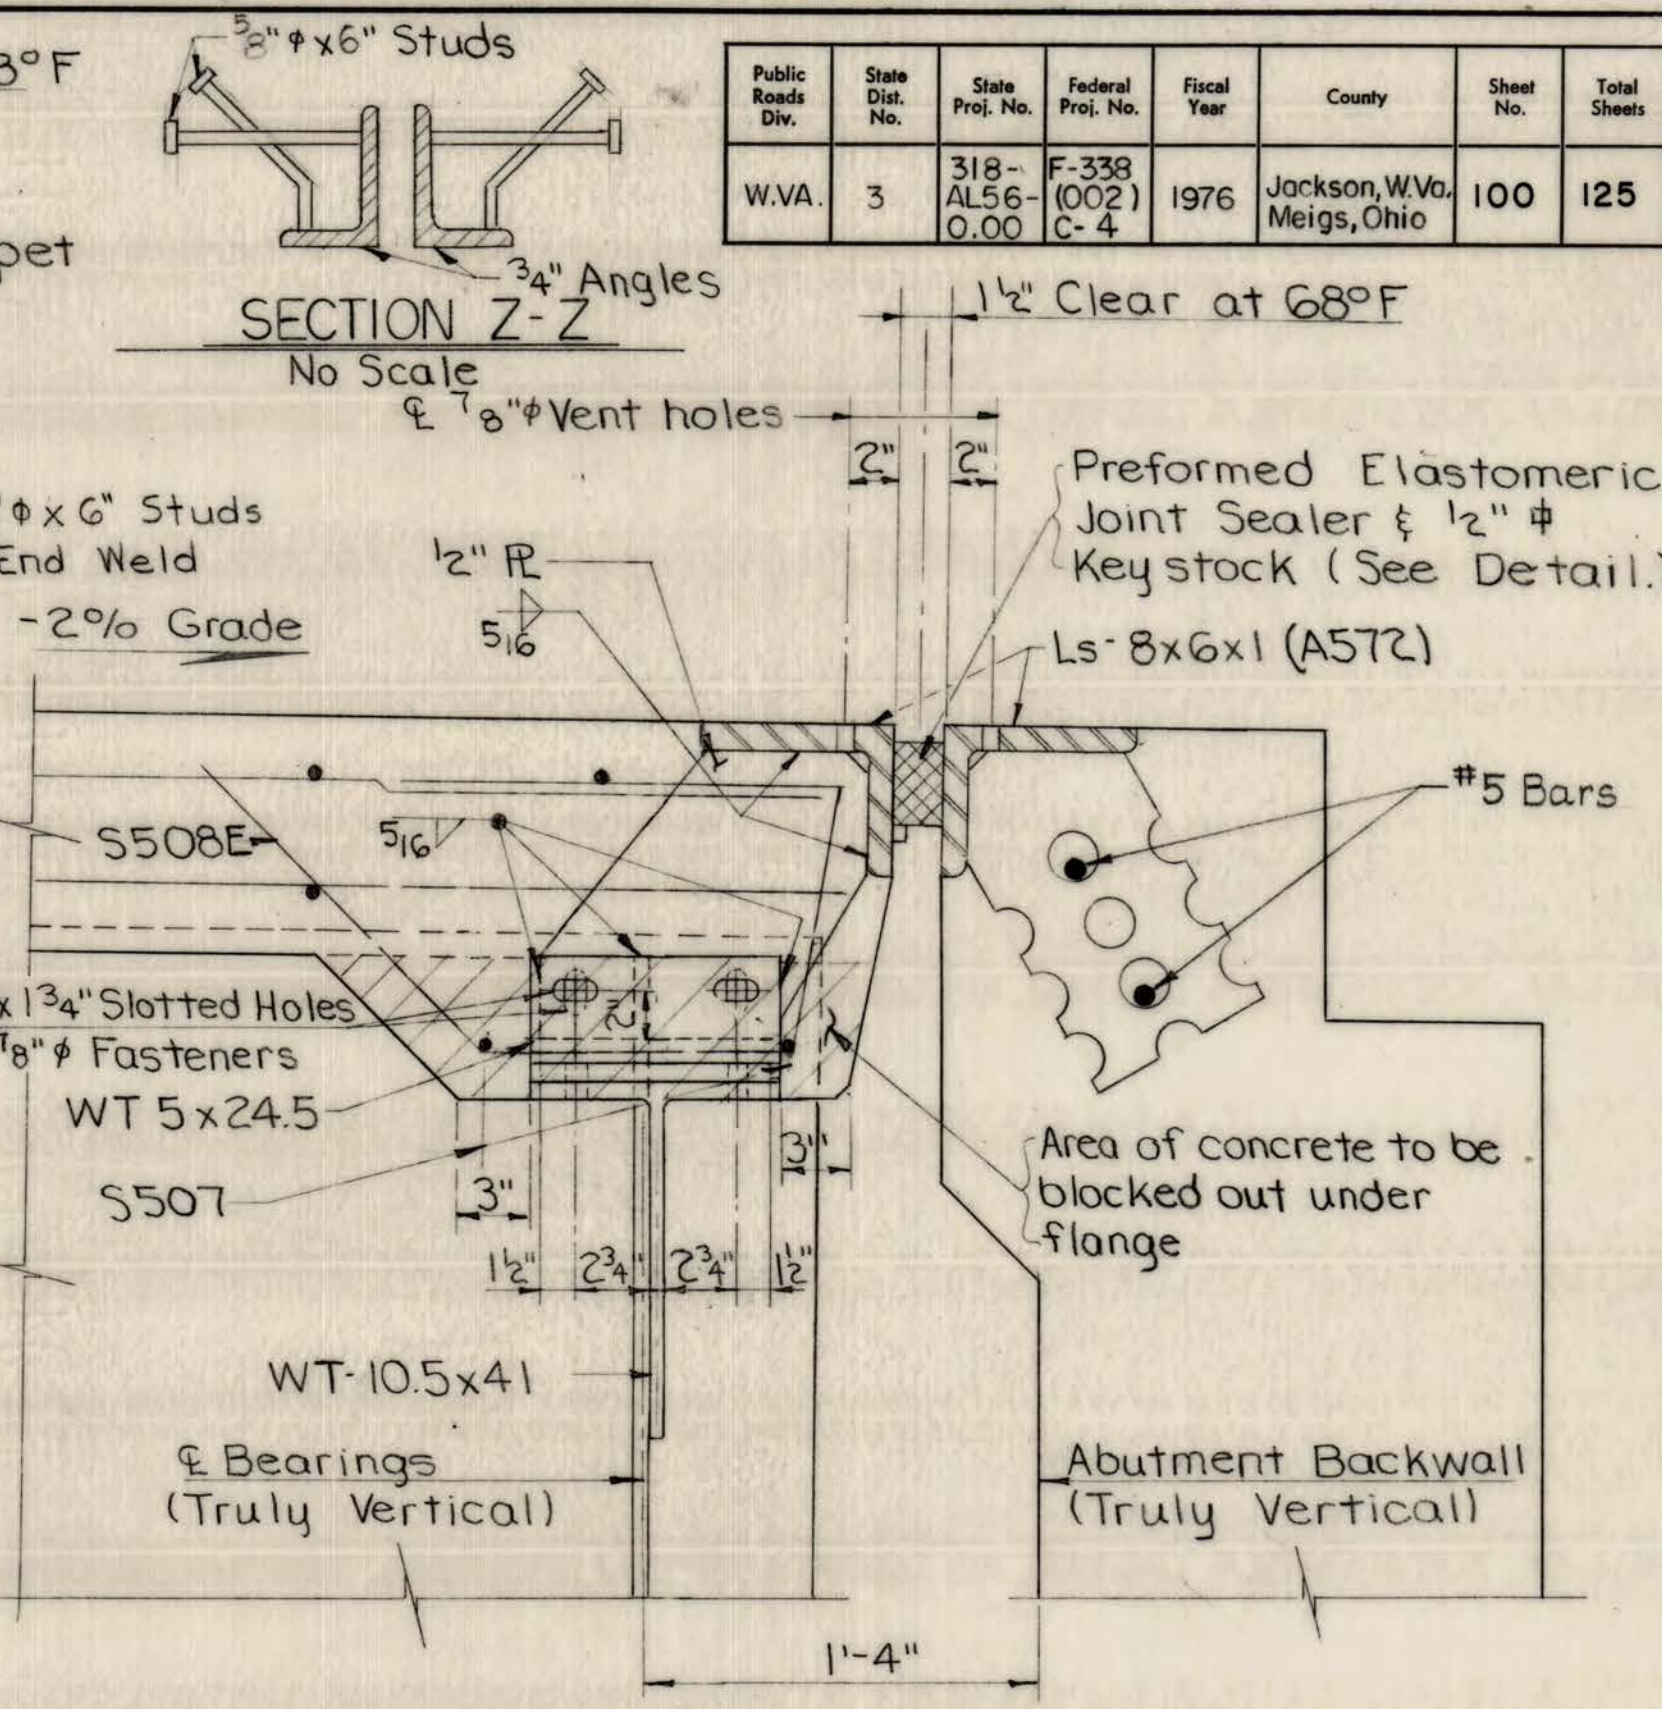 3°F
5/8"φx6" Studs
pet
3/4" Angles
SECTION Z-Z
No Scale
Public Roads Div.
State Dist. No.
State Proj. No.
Federal Proj. No.
Fiscal Year
County
Sheet No.
Total Sheets
W.VA.
3
318-AL56-0.00
F-338 (002) C-4
1976
Jackson, W.Va. Meigs, Ohio
100
125
1 1/2" Clear at 68°F
℄ 7/8"φ Vent holes
2"
2"
Preformed Elastomeric
Joint Sealer & 1/2" ⌽
Keystock (See Detail.)
"φ x 6" Studs
End Weld
-2% Grade
1/2" PL
5/16
Ls-8x6x1 (A572)
#5 Bars
S508E
5/16
x 1 3/4" Slotted Holes
7/8" φ Fasteners
2"
WT 5x24.5
S507
3"
3"
1 1/2"
2 3/4"
2 3/4"
1 1/2"
Area of concrete to be
blocked out under
flange
WT-10.5x41
℄ Bearings
(Truly Vertical)
Abutment Backwall
(Truly Vertical)
1'-4"